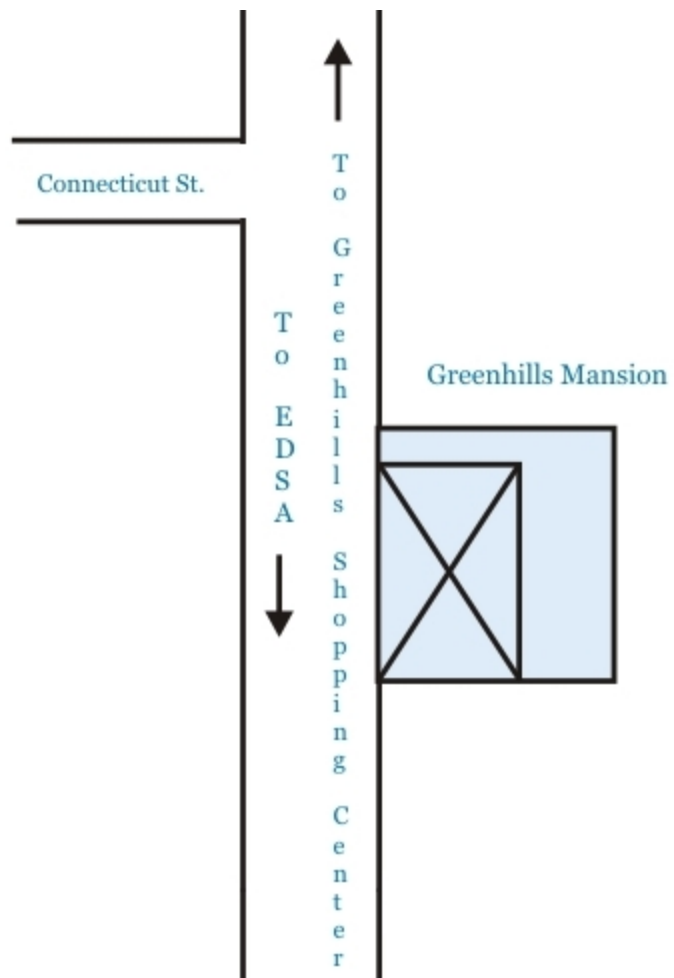 Connecticut St.
To Greenhills Shopping Center
To EDSA
Greenhills Mansion